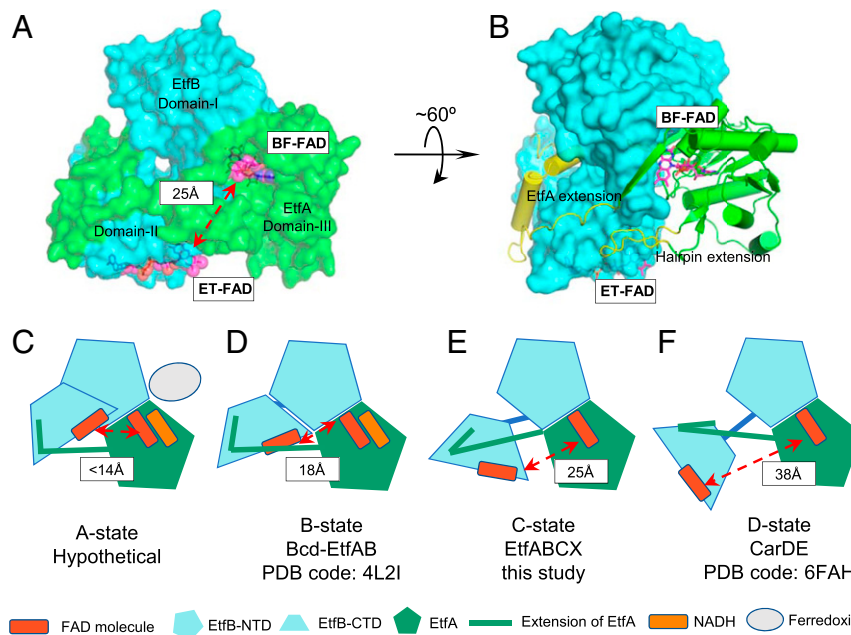 A
EtfB
Domain-I
BF-FAD
25Å
EtfA
Domain-III
Domain-II
ET-FAD
~60º
B
BF-FAD
EtfA extension
Hairpin extension
ET-FAD
C
D
E
F
<14Å
18Å
25Å
38Å
A-state
Hypothetical
B-state
Bcd-EtfAB
PDB code: 4L2I
C-state
EtfABCX
this study
D-state
CarDE
PDB code: 6FAH
FAD molecule
EtfB-NTD
EtfB-CTD
EtfA
Extension of EtfA
NADH
Ferredoxi